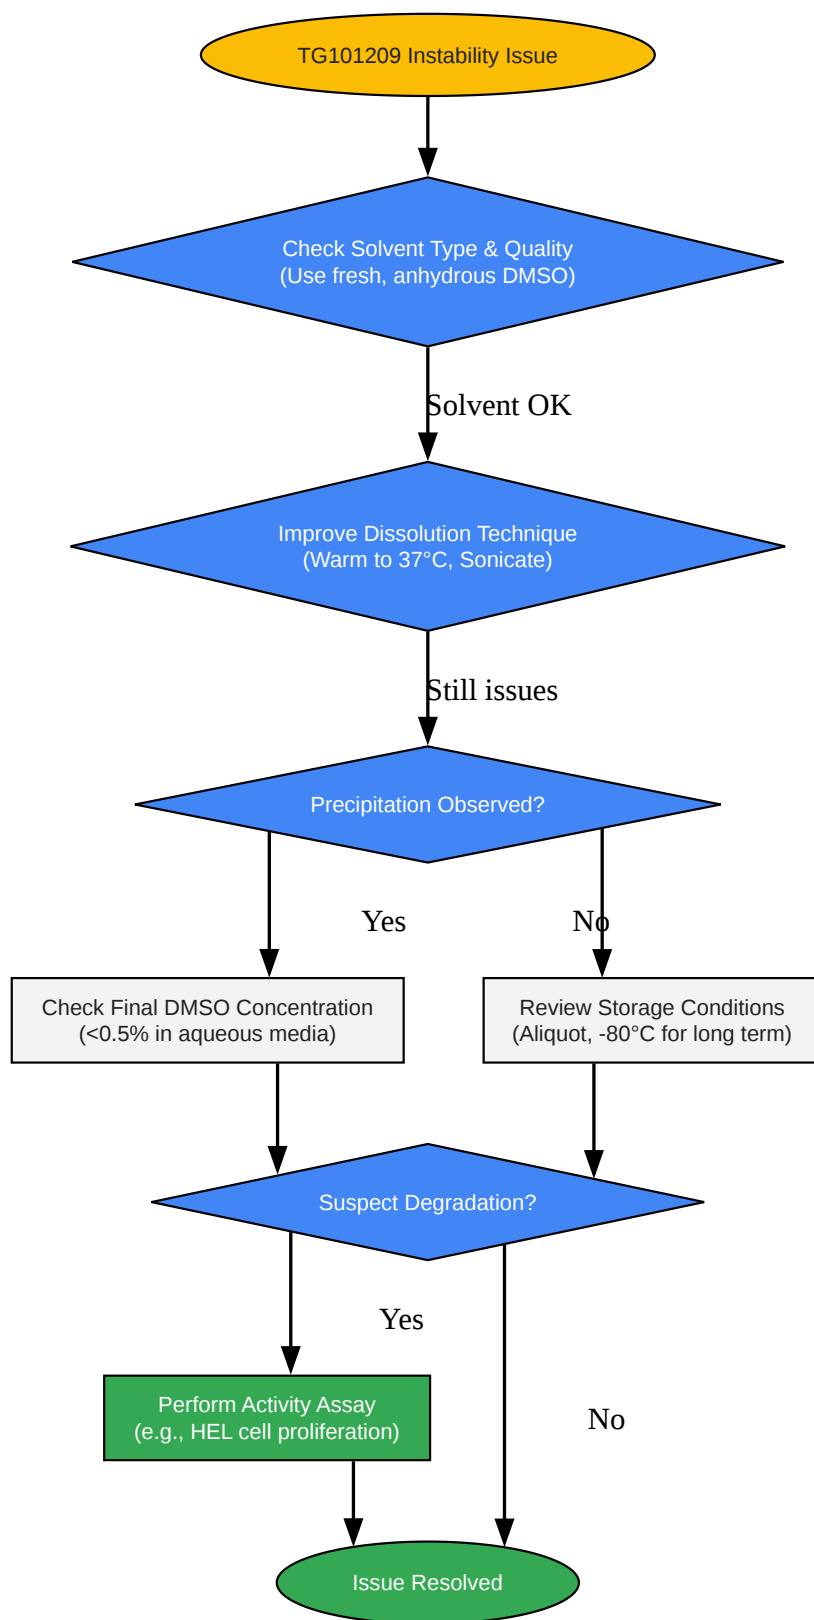 TG101209 Instability Issue
Check Solvent Type & Quality
(Use fresh, anhydrous DMSO)
Solvent OK
Improve Dissolution Technique
(Warm to 37°C, Sonicate)
Still issues
Precipitation Observed?
Yes
No
Check Final DMSO Concentration
(<0.5% in aqueous media)
Review Storage Conditions
(Aliquot, -80°C for long term)
Suspect Degradation?
Yes
Perform Activity Assay
(e.g., HEL cell proliferation)
No
Issue Resolved